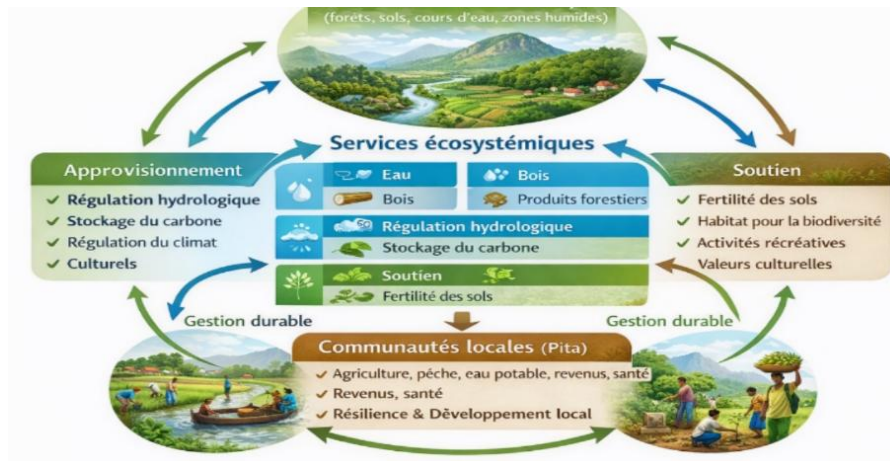 (forêts, sols, cours d'eau, zones humides)
Services écosystémiques
Approvisionnement
✓ Régulation hydrologique
✓ Stockage du carbone
✓ Régulation du climat
✓ Culturels
Eau
Bois
Bois
Produits forestiers
Régulation hydrologique
Stockage du carbone
Soutien
Fertilité des sols
Soutien
✓ Fertilité des sols
✓ Habitat pour la biodiversité
✓ Activités récréatives
Valeurs culturelles
Gestion durable
Gestion durable
Communautés locales (Pita)
✓ Agriculture, péche, eau potable, revenus, santé
✓ Revenus, santé
✓ Résilience & Dĕveloppement local